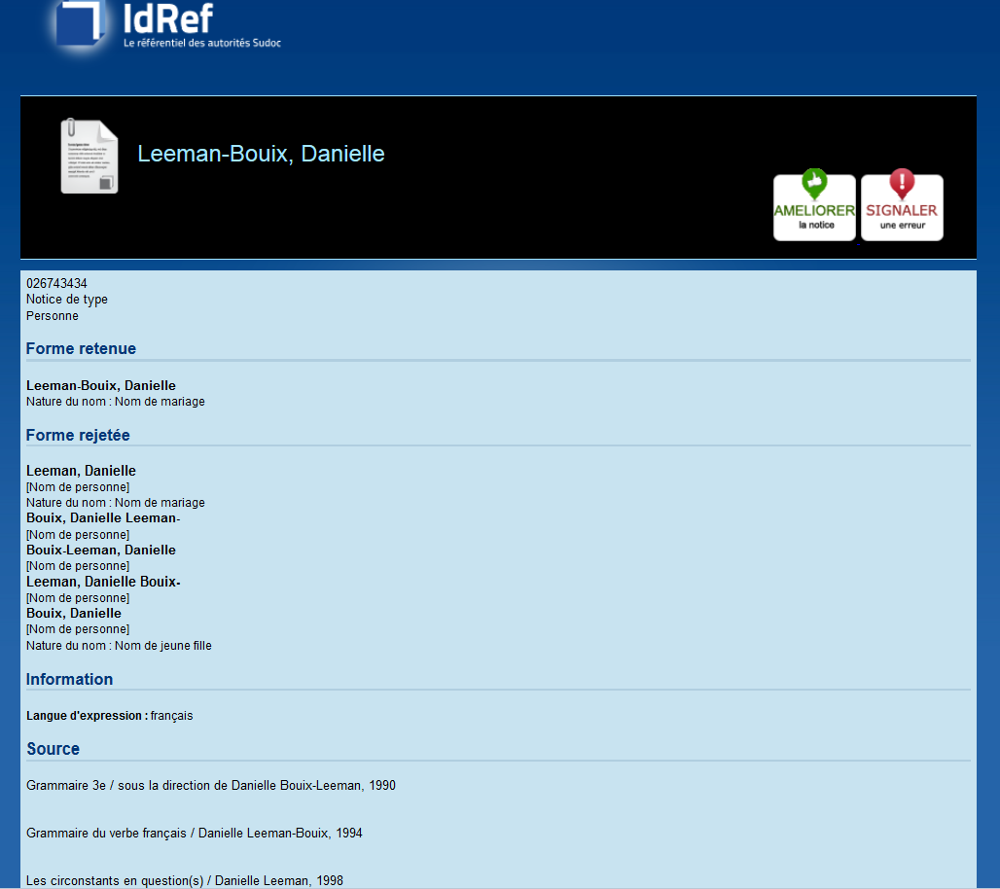 IdRef
Le référentiel des autorités Sudoc
Leeman-Bouix, Danielle
AMELIORER
la notice
SIGNALER
une erreur
026743434
Notice de type
Personne
Forme retenue
Leeman-Bouix, Danielle
Nature du nom : Nom de mariage
Forme rejetée
Leeman, Danielle
[Nom de personne]
Nature du nom : Nom de mariage
Bouix, Danielle Leeman-
[Nom de personne]
Bouix-Leeman, Danielle
[Nom de personne]
Leeman, Danielle Bouix-
[Nom de personne]
Bouix, Danielle
[Nom de personne]
Nature du nom : Nom de jeune fille
Information
Langue d'expression : français
Source
Grammaire 3e / sous la direction de Danielle Bouix-Leeman, 1990
Grammaire du verbe français / Danielle Leeman-Bouix, 1994
Les circonstants en question(s) / Danielle Leeman, 1998